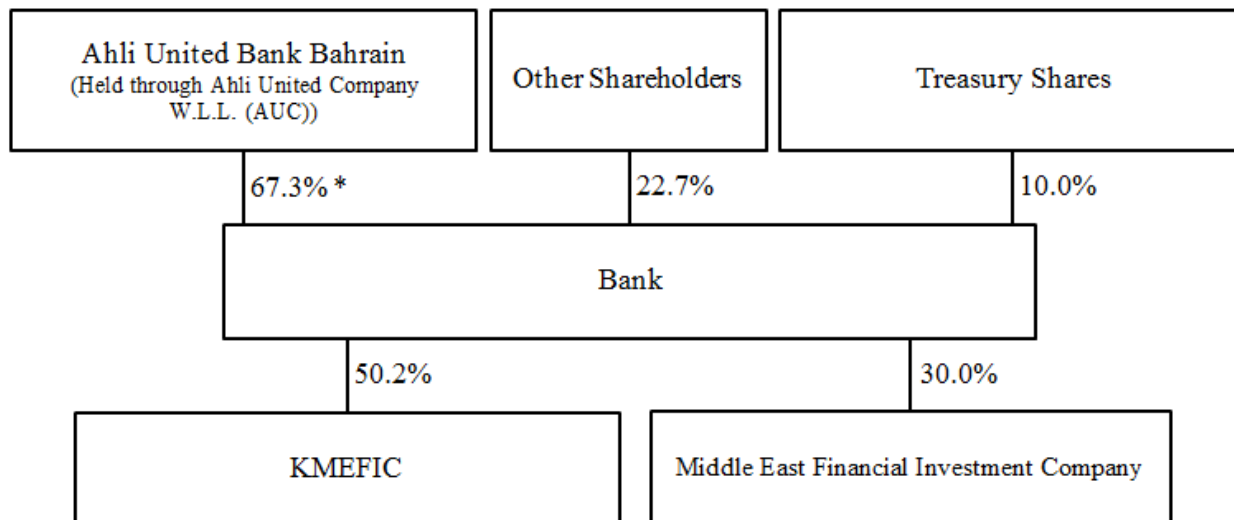 Ahli United Bank Bahrain
(Held through Ahli United Company
W.L.L. (AUC))
Other Shareholders
Treasury Shares
67.3% *
22.7%
10.0%
Bank
50.2%
30.0%
KMEFIC
Middle East Financial Investment Company